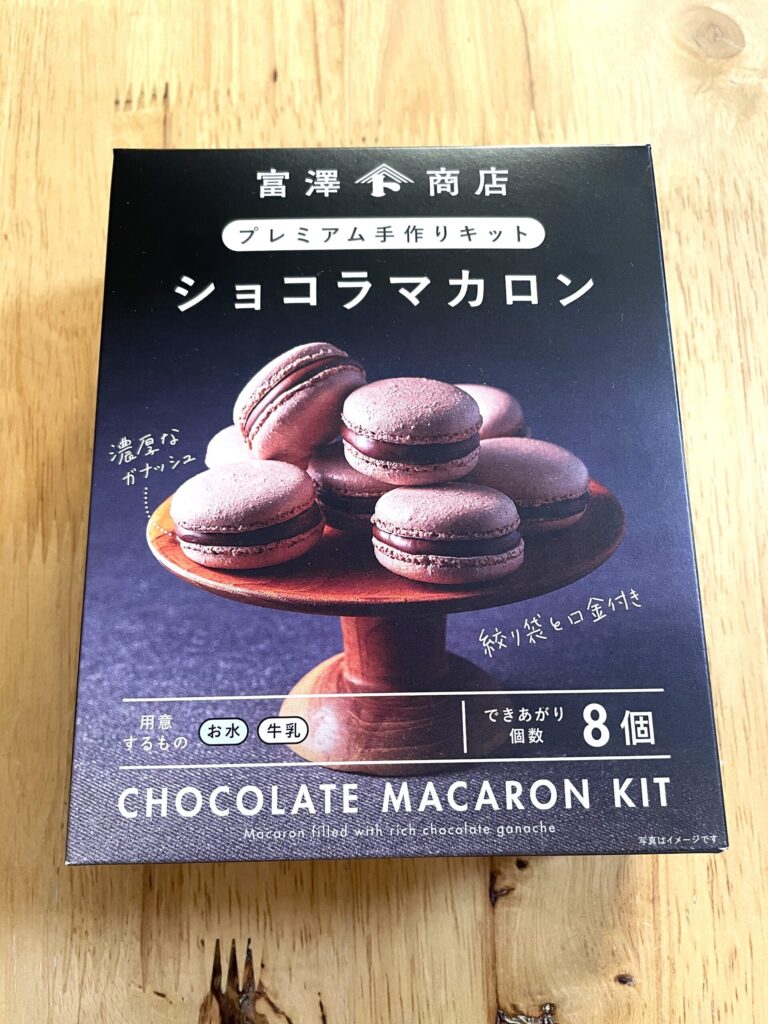 富澤商店
プレミアム手作りキット
ショコラマカロン
濃厚な
ガナッシュ
絞り袋と口金付き
用意
するもの
お水
牛乳
できあがり
個数
8個
CHOCOLATE MACARON KIT
Macaron filled with rich chocolate ganache
写真はイメージです